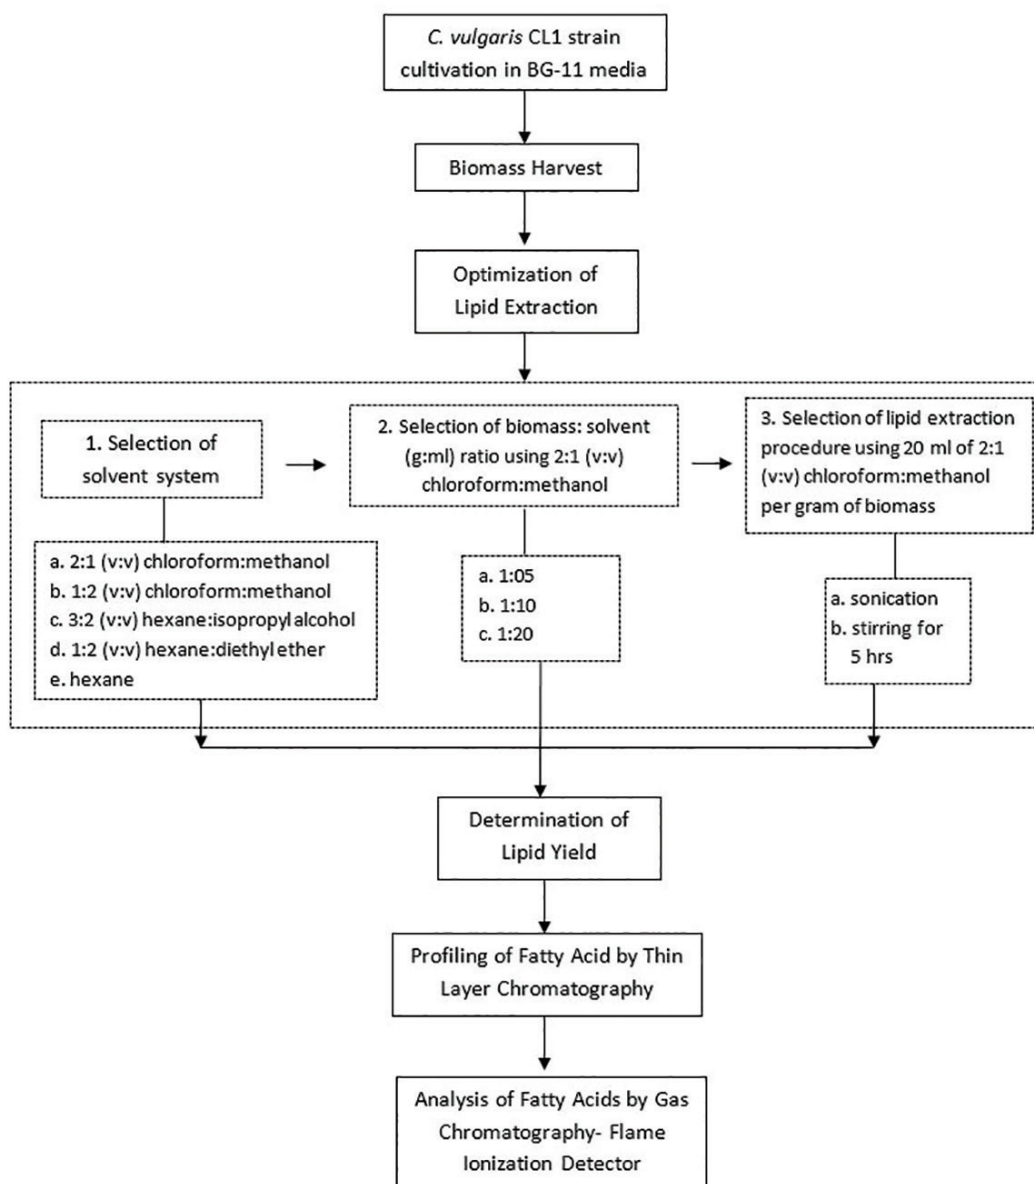 C. vulgaris CL1 strain
cultivation in BG-11 media
Biomass Harvest
Optimization of
Lipid Extraction
1. Selection of
solvent system
2. Selection of biomass: solvent
(g:ml) ratio using 2:1 (v:v)
chloroform:methanol
3. Selection of lipid extraction
procedure using 20 ml of 2:1
(v:v) chloroform:methanol
per gram of biomass
a. 2:1 (v:v) chloroform:methanol
b. 1:2 (v:v) chloroform:methanol
c. 3:2 (v:v) hexane:isopropyl alcohol
d. 1:2 (v:v) hexane:diethyl ether
e. hexane
a. 1:05
b. 1:10
c. 1:20
a. sonication
b. stirring for
5 hrs
Determination of
Lipid Yield
Profiling of Fatty Acid by Thin
Layer Chromatography
Analysis of Fatty Acids by Gas
Chromatography- Flame
Ionization Detector